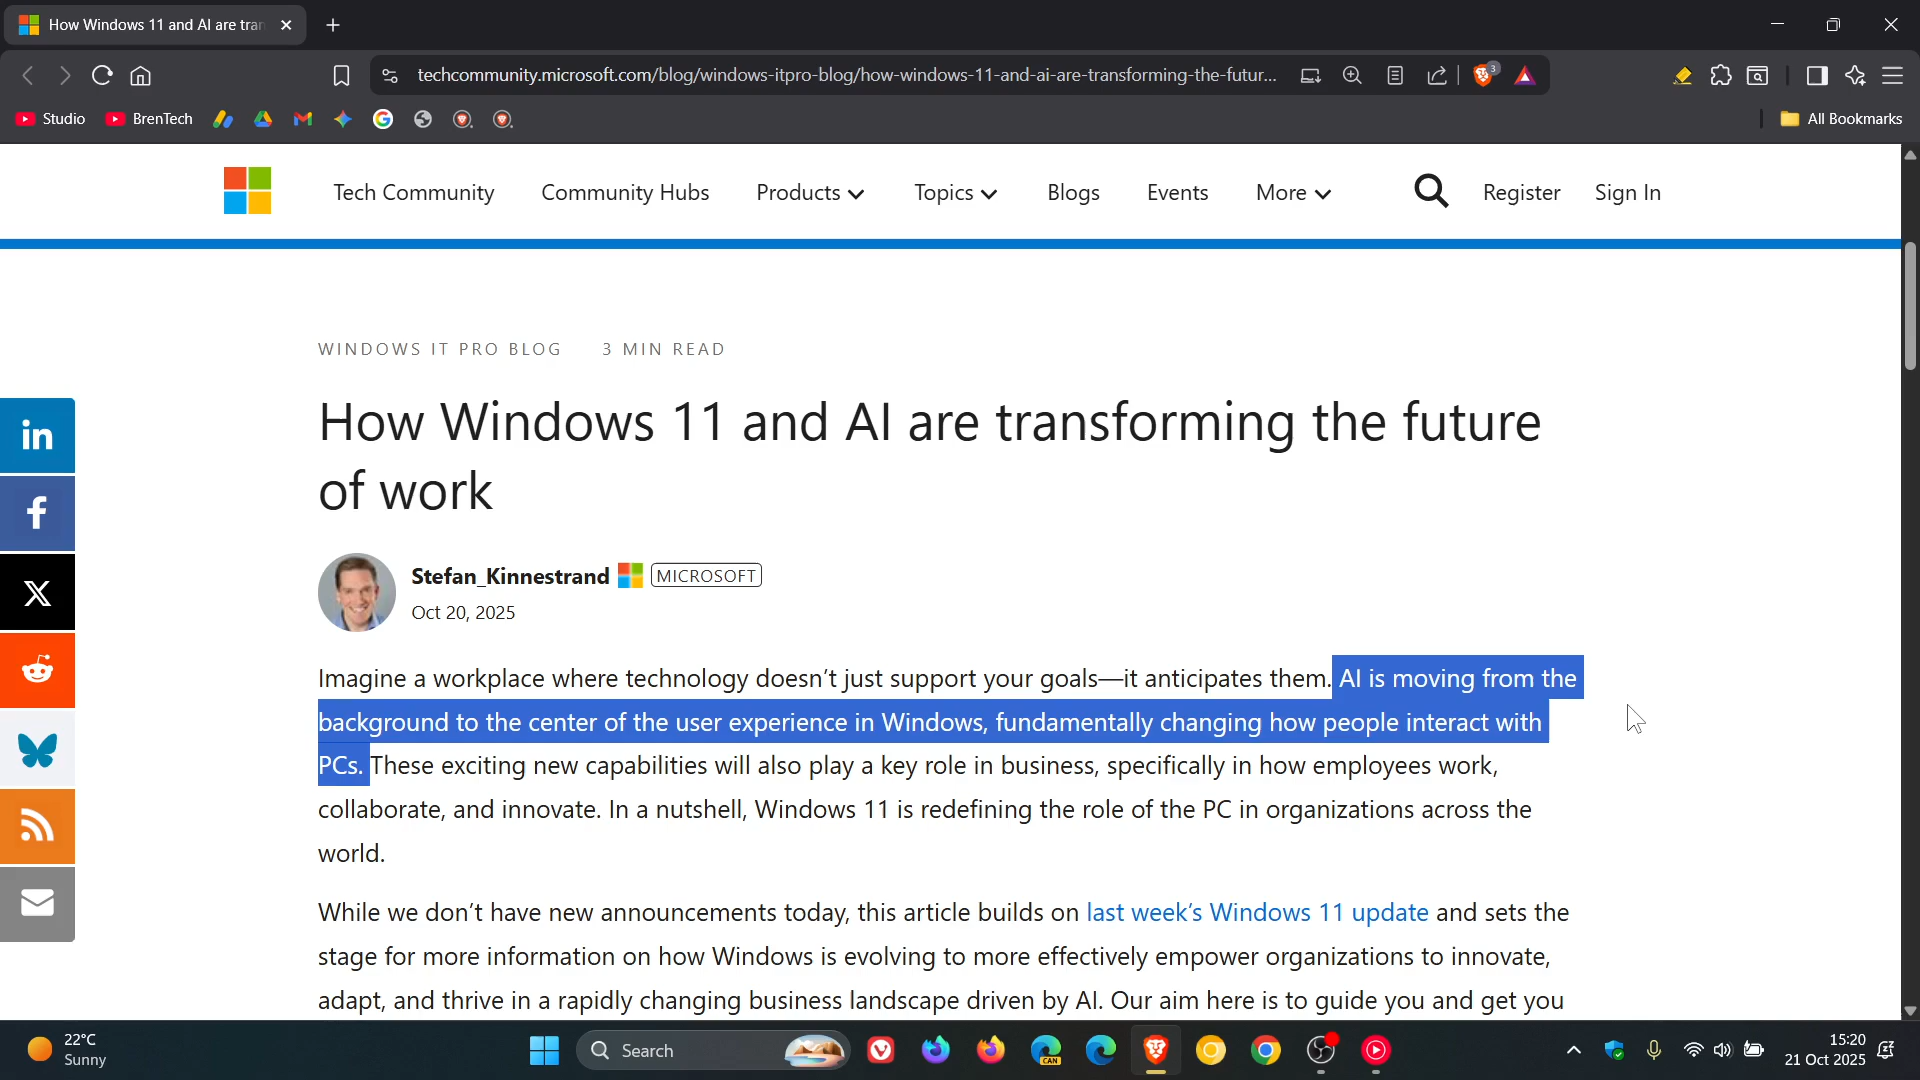 How Windows 11 and AI are tran
techcommunity.microsoft.com/blog/windows-itpro-blog/how-windows-11-and-ai-are-transforming-the-futur...
3
Studio
BrenTech
All Bookmarks
Tech Community
Community Hubs
Products
Topics
Blogs
Events
More
Register
Sign In
WINDOWS IT PRO BLOG
3 MIN READ
How Windows 11 and AI are transforming the future
of work
Stefan_Kinnestrand
MICROSOFT
Oct 20, 2025
Imagine a workplace where technology doesn’t just support your goals—it anticipates them. AI is moving from the
background to the center of the user experience in Windows, fundamentally changing how people interact with
PCs. These exciting new capabilities will also play a key role in business, specifically in how employees work,
collaborate, and innovate. In a nutshell, Windows 11 is redefining the role of the PC in organizations across the
world.
While we don’t have new announcements today, this article builds on last week’s Windows 11 update and sets the
stage for more information on how Windows is evolving to more effectively empower organizations to innovate,
adapt, and thrive in a rapidly changing business landscape driven by AI. Our aim here is to guide you and get you
in
f
22°C
Sunny
Search
CAN
15:20
21 Oct 2025